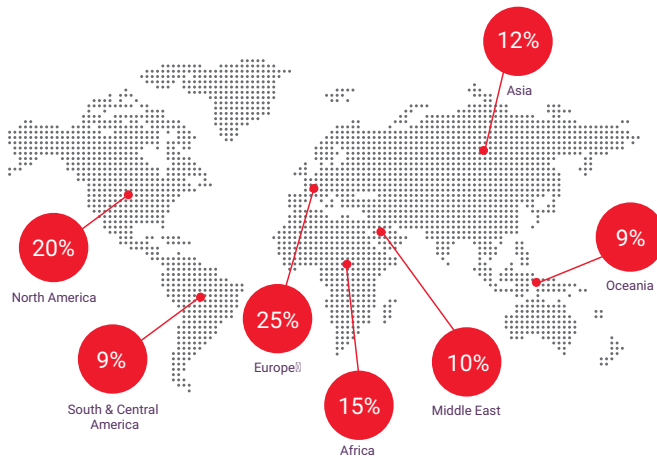 12%
Asia
20%
North America
9%
Oceania
25%
Europe
9%
South & Central
America
10%
Middle East
15%
Africa